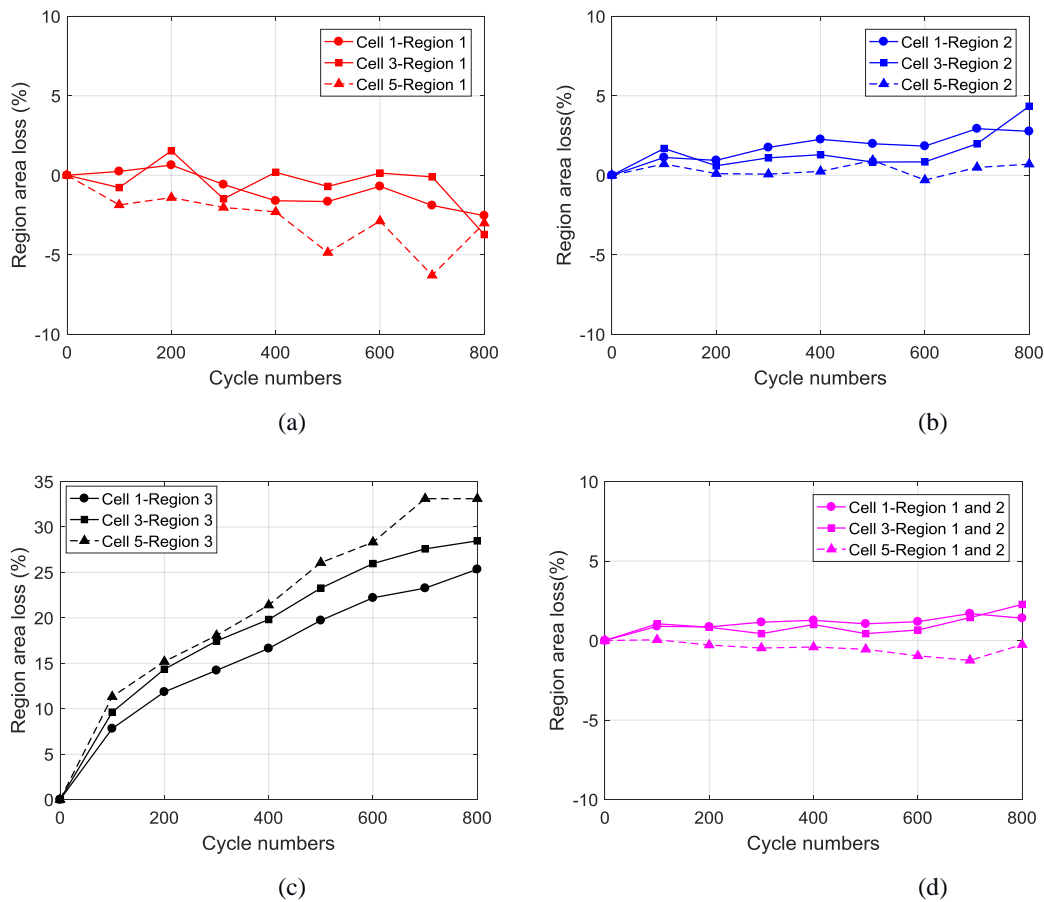 10
5
0
-5
-10
Region area loss (%)
Cell 1-Region 1
Cell 3-Region 1
Cell 5-Region 1
0 200 400 600 800
Cycle numbers
(a)
10
5
0
-5
-10
Region area loss(%)
Cell 1-Region 2
Cell 3-Region 2
Cell 5-Region 2
0 200 400 600 800
Cycle numbers
(b)
35
30
25
20
15
10
5
0
Region area loss (%)
Cell 1-Region 3
Cell 3-Region 3
Cell 5-Region 3
0 200 400 600 800
Cycle numbers
(c)
10
5
0
-5
-10
Region area loss(%)
Cell 1-Region 1 and 2
Cell 3-Region 1 and 2
Cell 5-Region 1 and 2
0 200 400 600 800
Cycle numbers
(d)